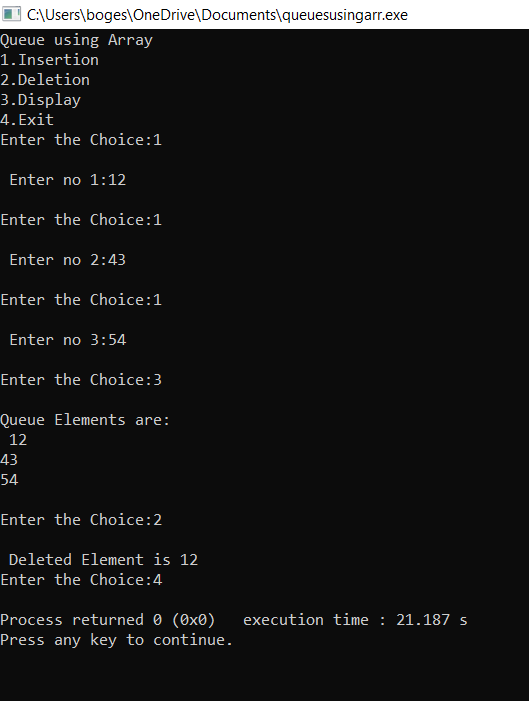 C:\Users\boges\OneDrive\Documents\queuesusingarr.exe
Queue using Array
1.Insertion
2.Deletion
3.Display
4.Exit
Enter the Choice:1
Enter no 1:12
Enter the Choice:1
Enter no 2:43
Enter the Choice:1
Enter no 3:54
Enter the Choice:3
Queue Elements are:
12
43
54
Enter the Choice:2
Deleted Element is 12
Enter the Choice:4
Process returned 0 (0x0)   execution time : 21.187 s
Press any key to continue.